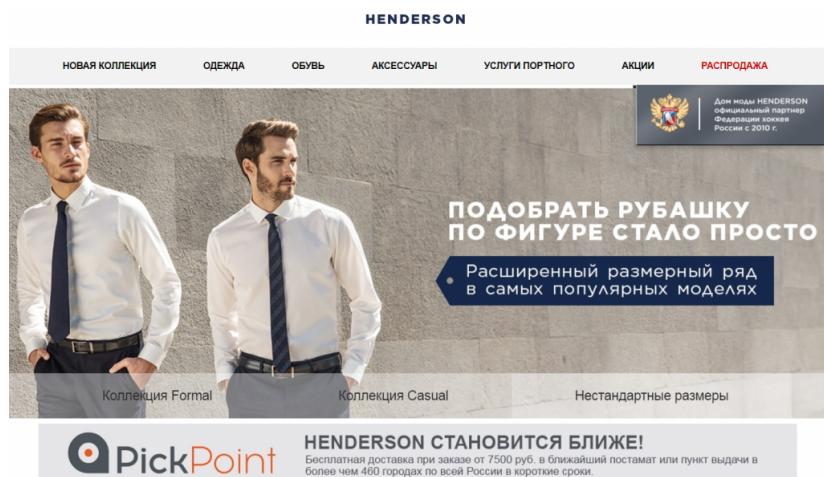 HENDERSON
НОВАЯ КОЛЛЕКЦИЯ ОДЕЖДА ОБУВЬ АКСЕССУАРЫ УСЛУГИ ПОРТНОГО АКЦИИ РАСПРОДАЖА
Дом моды HENDERSON
официальный партнер
Федерации хоккея
России с 2010 г.
ПОДОБРАТЬ РУБАШКУ
ПО ФИГУРЕ СТАЛО ПРОСТО
Расширенный размерный ряд
в самых популярных моделях
Коллекция Formal Коллекция Casual Нестандартные размеры
PickPoint
HENDERSON СТАНОВИТСЯ БЛИЖЕ!
Бесплатная доставка при заказе от 7500 руб. в ближайший постамат или пункт выдачи в
более чем 460 городах по всей России в короткие сроки.